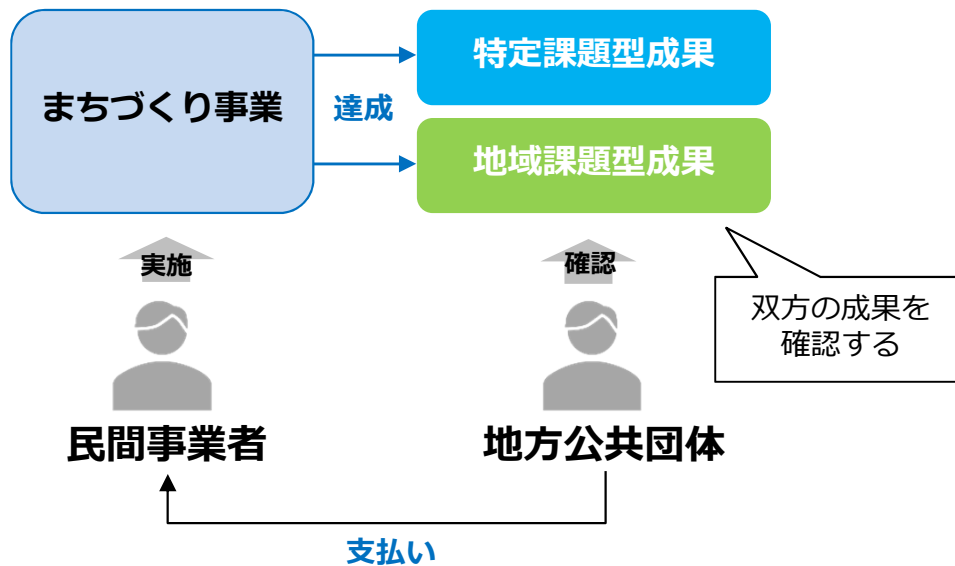 まちづくり事業
達成
特定課題型成果
地域課題型成果
実施
確認
双方の成果を
確認する
民間事業者
地方公共団体
支払い